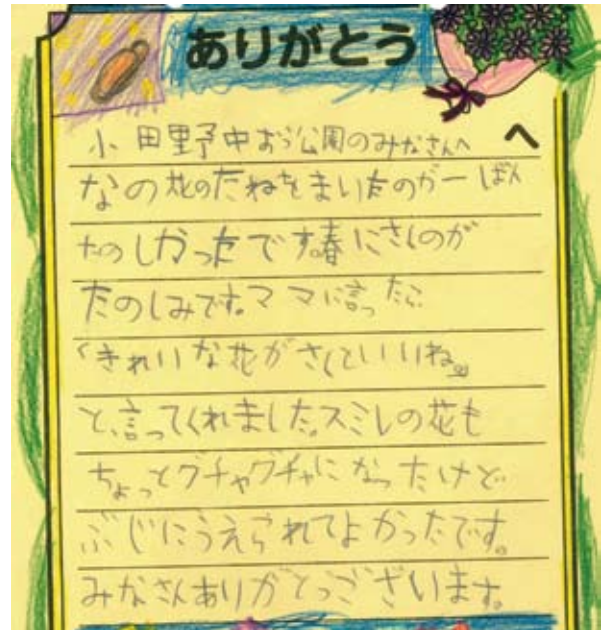 ありがとう
小田野中おう公園のみなさんへ へ
なの花のたねをまいたのが一ばん
たのしかったです。春にさくのが
たのしみです。ママに言ったら
「きれいな花がさくといいね。」
と、言ってくれました。スミレの花も
ちょっとグチャグチャになったけど
ぶじにうえられてよかったです。
みなさんありがとうございます。